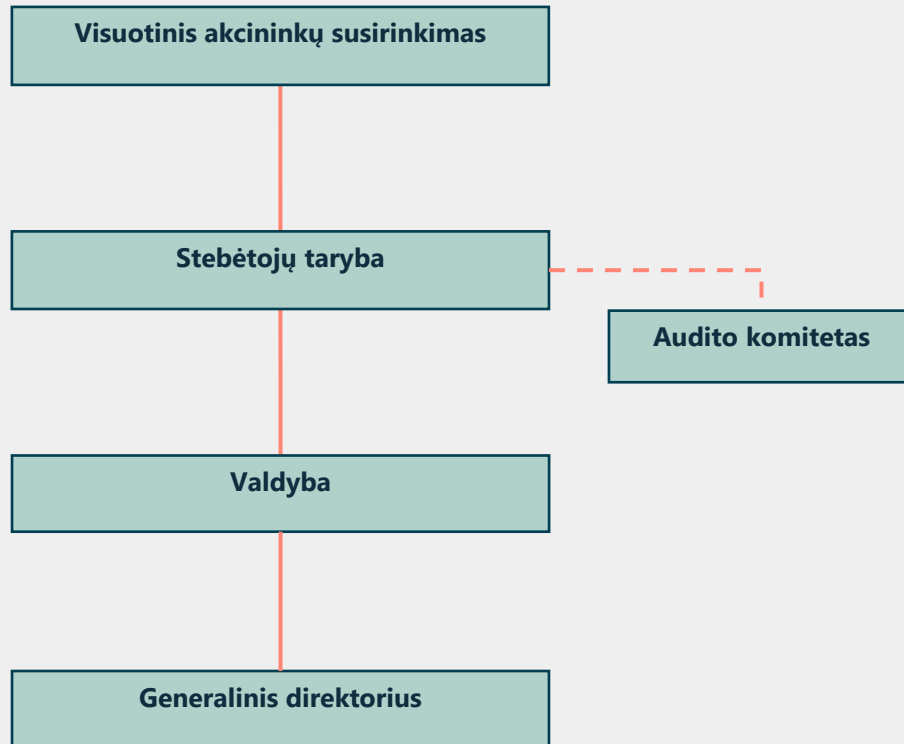 Visuotinis akcininkų susirinkimas
Stebėtojų taryba
Audito komitetas
Valdyba
Generalinis direktorius